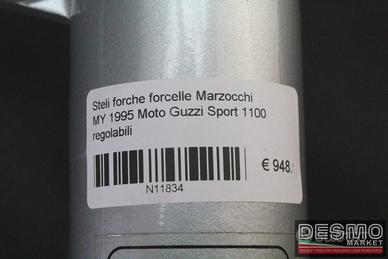 Steli forche forcelle Marzocchi
MY 1995 Moto Guzzi Sport 1100
regolabili
€ 948,
N11834
DESMO
MARKET